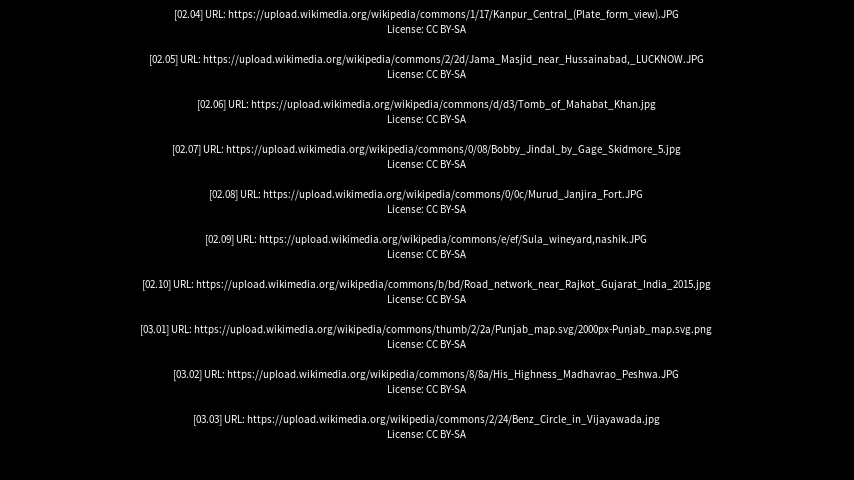 [02.04] URL: https://upload.wikimedia.org/wikipedia/commons/1/17/Kanpur_Central_(Plate_form_view).JPG
License: CC BY-SA
[02.05] URL: https://upload.wikimedia.org/wikipedia/commons/2/2d/Jama_Masjid_near_Hussainabad,_LUCKNOW.JPG
License: CC BY-SA
[02.06] URL: https://upload.wikimedia.org/wikipedia/commons/d/d3/Tomb_of_Mahabat_Khan.jpg
License: CC BY-SA
[02.07] URL: https://upload.wikimedia.org/wikipedia/commons/0/08/Bobby_Jindal_by_Gage_Skidmore_5.jpg
License: CC BY-SA
[02.08] URL: https://upload.wikimedia.org/wikipedia/commons/0/0c/Murud_Janjira_Fort.JPG
License: CC BY-SA
[02.09] URL: https://upload.wikimedia.org/wikipedia/commons/e/ef/Sula_wineyard,nashik.JPG
License: CC BY-SA
[02.10] URL: https://upload.wikimedia.org/wikipedia/commons/b/bd/Road_network_near_Rajkot_Gujarat_India_2015.jpg
License: CC BY-SA
[03.01] URL: https://upload.wikimedia.org/wikipedia/commons/thumb/2/2a/Punjab_map.svg/2000px-Punjab_map.svg.png
License: CC BY-SA
[03.02] URL: https://upload.wikimedia.org/wikipedia/commons/8/8a/His_Highness_Madhavrao_Peshwa.JPG
License: CC BY-SA
[03.03] URL: https://upload.wikimedia.org/wikipedia/commons/2/24/Benz_Circle_in_Vijayawada.jpg
License: CC BY-SA